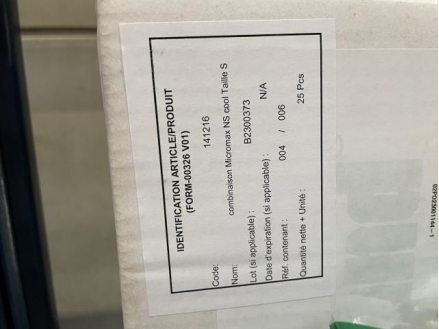 IDENTIFICATION ARTICLE/PRODUIT
(FORM-00326 V01)
Code: 141216
Nom: combinaison Micromax NS cool Taille S
Lot (si applicable) : B2300373
Date d'expiration (si applicable) : N/A
Réf. contenant : 004 / 006
Quantité nette + Unité : 25 Pcs